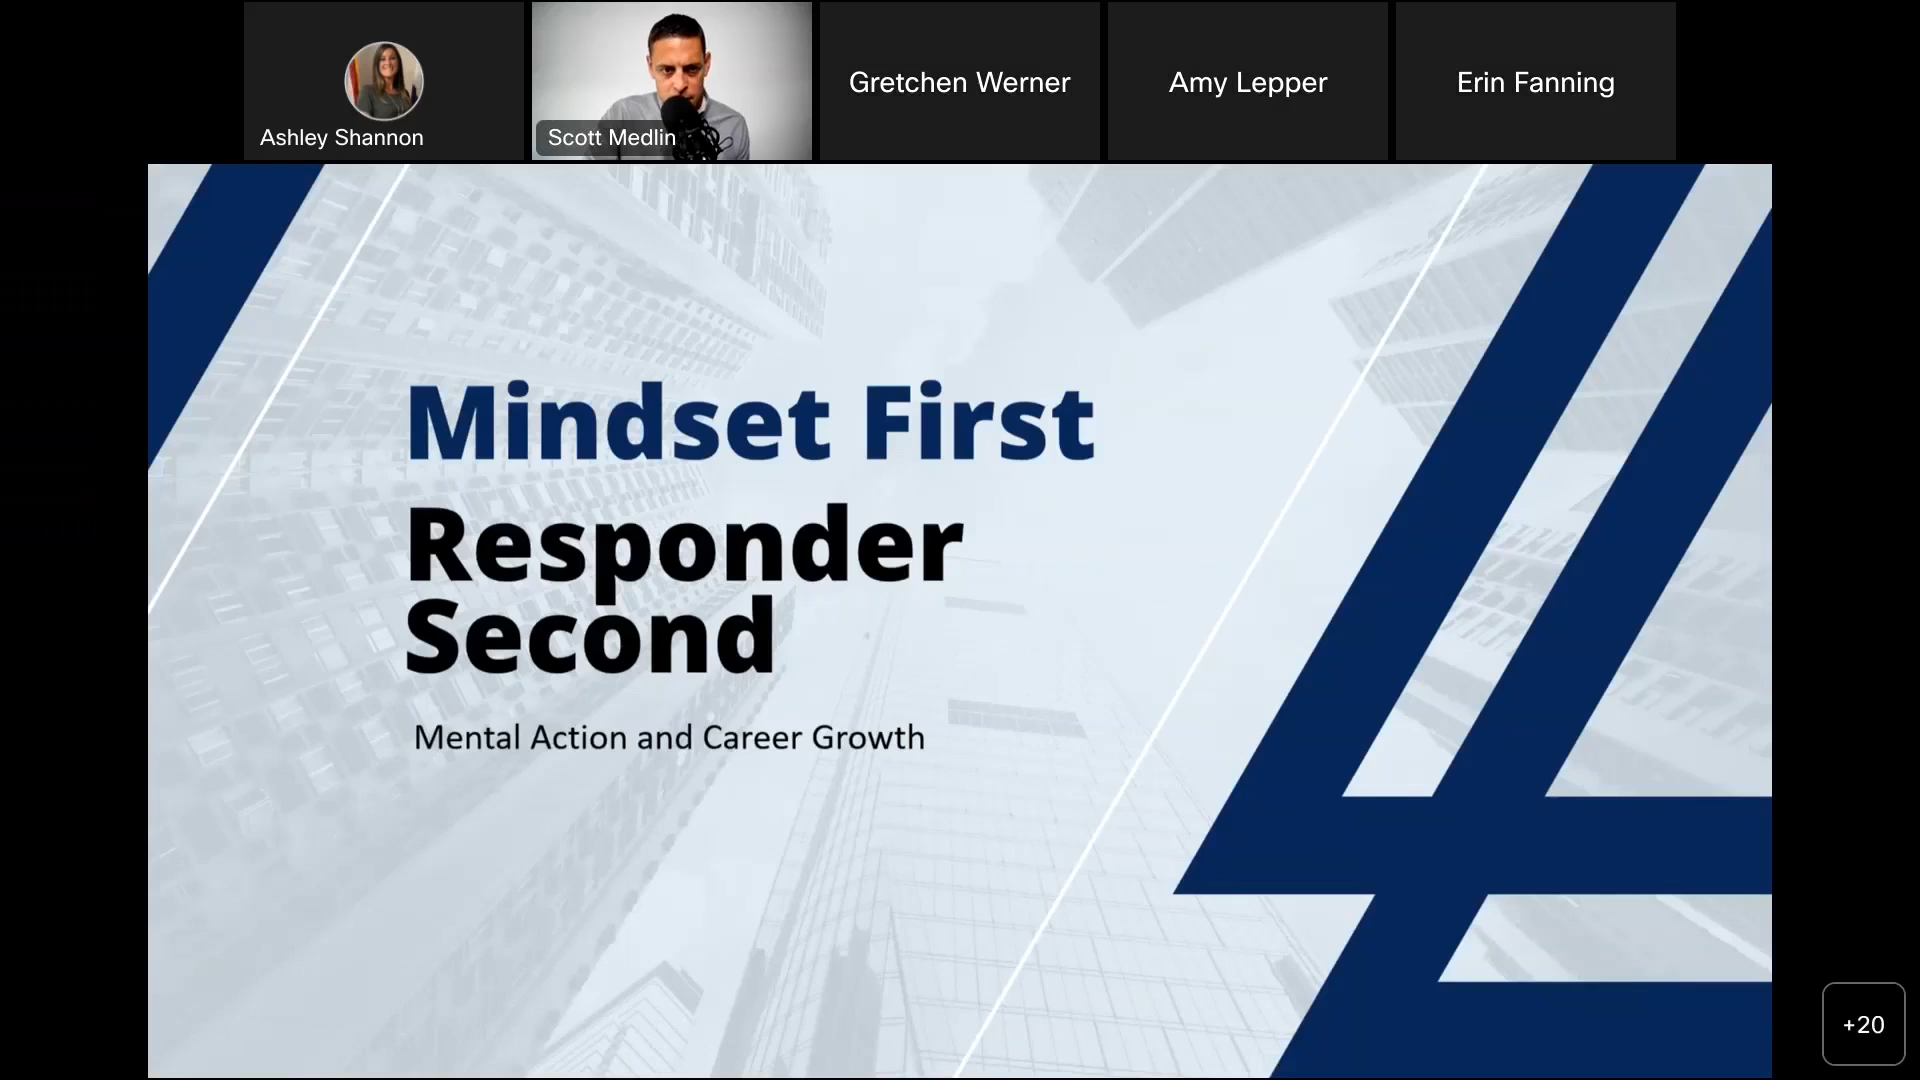 Ashley Shannon
Scott Medlin
Gretchen Werner
Amy Lepper
Erin Fanning
Mindset First
Responder
Second
Mental Action and Career Growth
+20